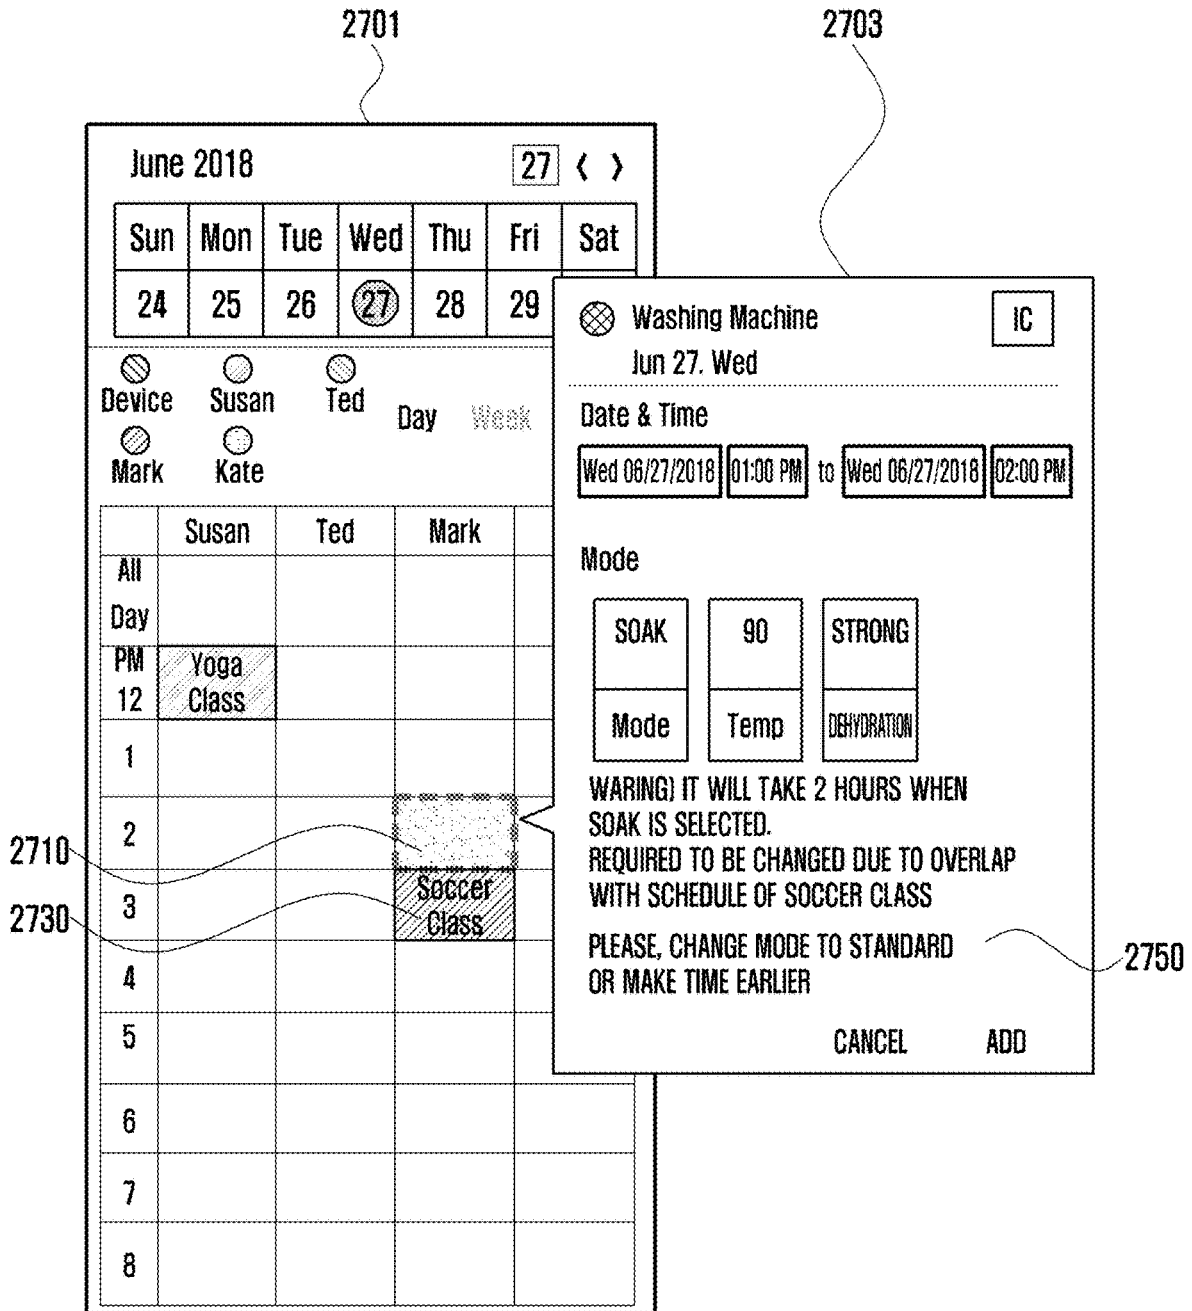 2701
2703
June 2018
27 < >
Sun Mon Tue Wed Thu Fri Sat
24 25 26 27 28 29
Washing Machine
IC
Jun 27. Wed
Device Susan Ted
Day Week
Mark Kate
Date & Time
Wed 06/27/2018 01:00 PM to Wed 06/27/2018 02:00 PM
Susan Ted Mark
All
Day
PM
12
Yoga
Class
1
2
3
Soccer
Class
4
5
6
7
8
Mode
SOAK 90 STRONG
Mode Temp DEHYDRATION
WARING) IT WILL TAKE 2 HOURS WHEN
SOAK IS SELECTED.
REQUIRED TO BE CHANGED DUE TO OVERLAP
WITH SCHEDULE OF SOCCER CLASS
PLEASE, CHANGE MODE TO STANDARD
OR MAKE TIME EARLIER
CANCEL ADD
2710
2730
2750